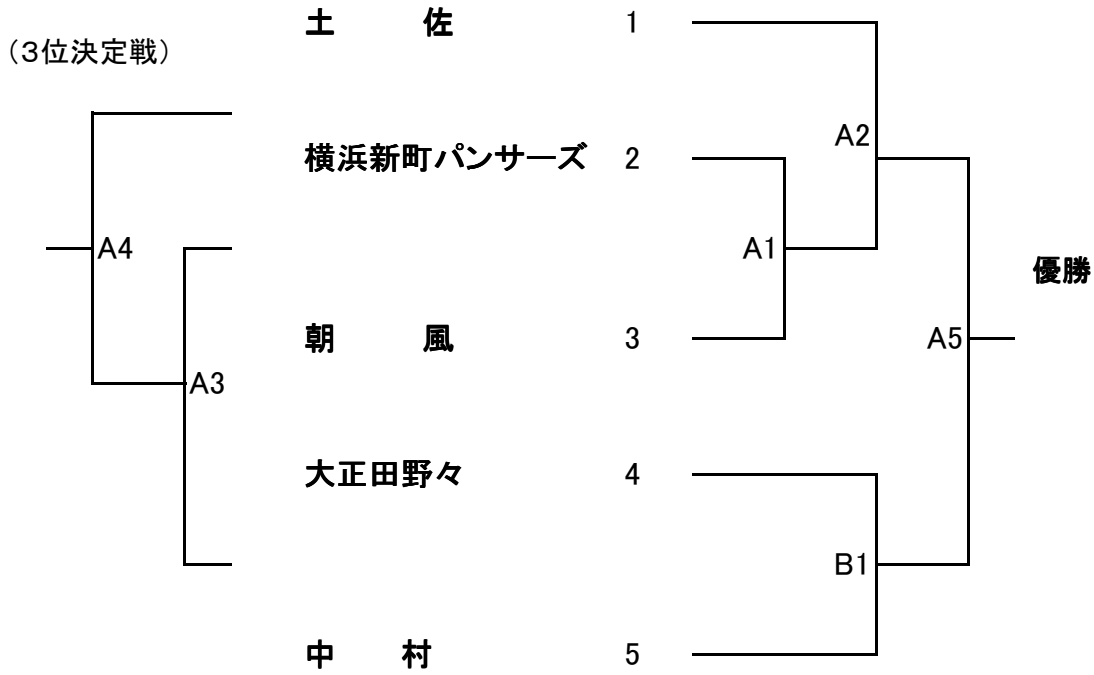 土 佐 1
(3位決定戦)
A2
横浜新町パンサーズ 2
A4
A1
優勝
朝 風 3
A5
A3
大正田野々 4
B1
中 村 5